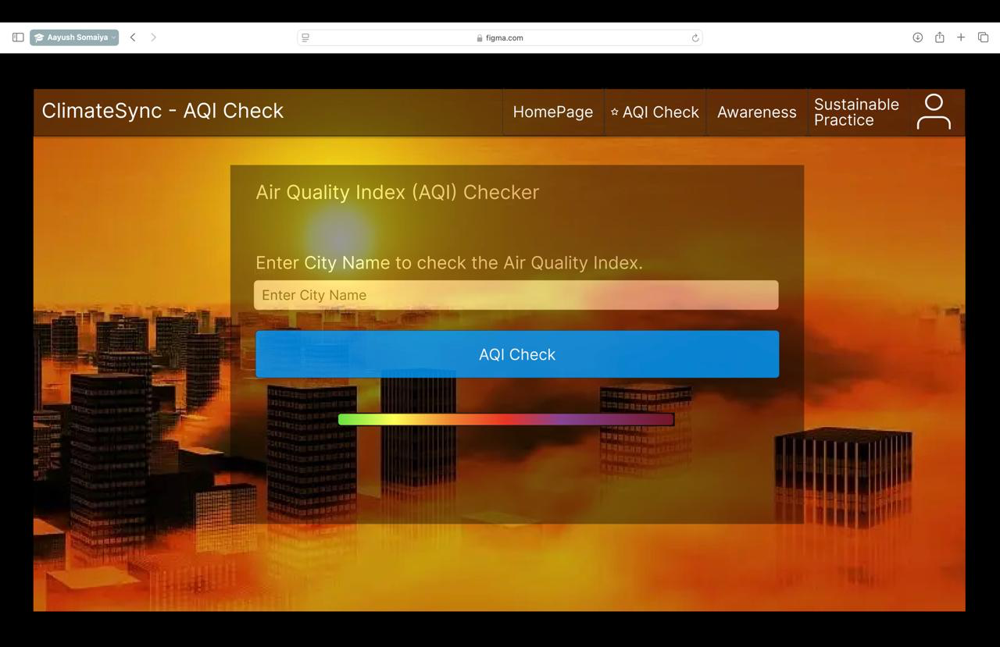 Aayush Somaiya
figma.com
ClimateSync - AQI Check
HomePage
☆ AQI Check
Awareness
Sustainable
Practice
Air Quality Index (AQI) Checker
Enter City Name to check the Air Quality Index.
Enter City Name
AQI Check